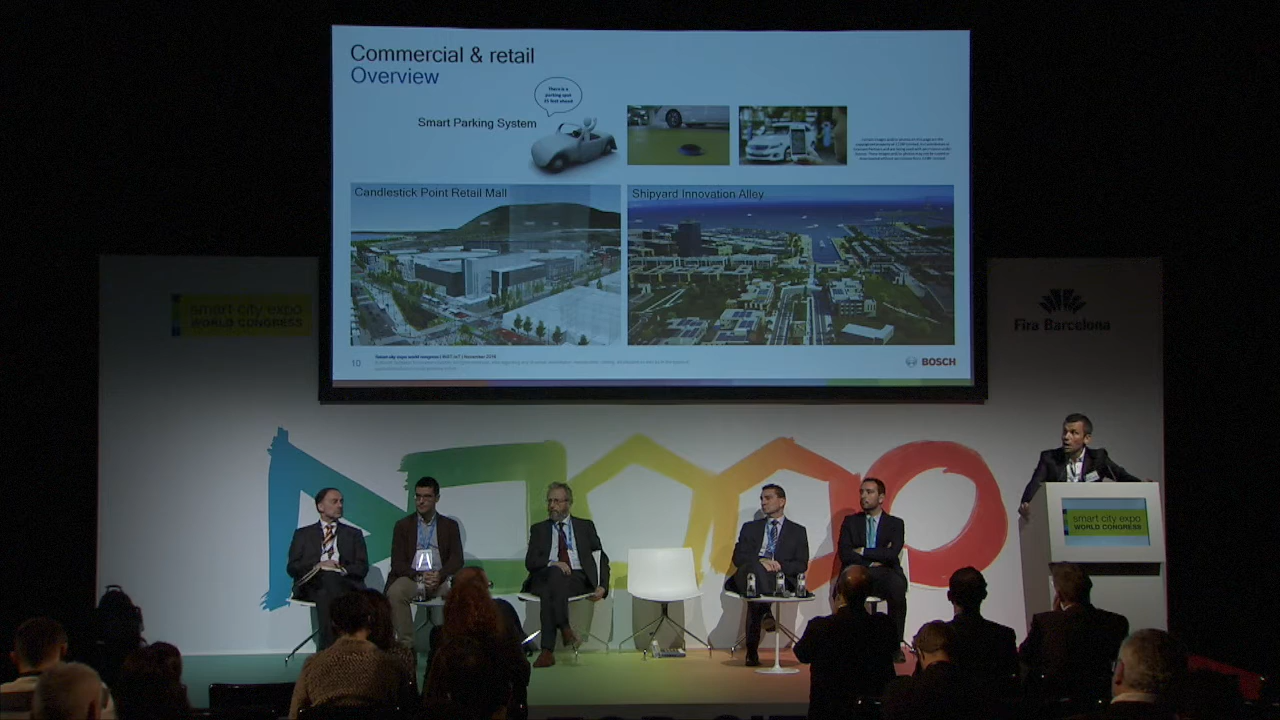 Commercial & retail
Overview
There is a
parking spot
25 feet ahead
Smart Parking System
Candlestick Point Retail Mall
Shipyard Innovation Alley
10
BOSCH
smart city expo
WORLD CONGRESS
Fira Barcelona
smart city expo
WORLD CONGRESS